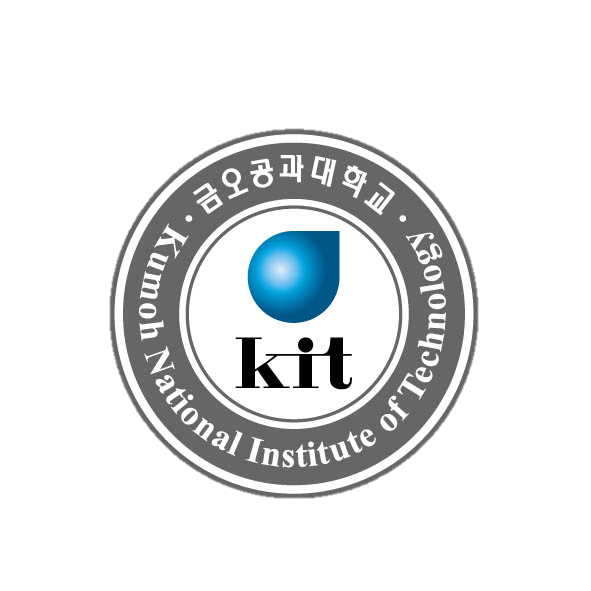 금오공과대학교
Kumoh National Institute of Technology
kit